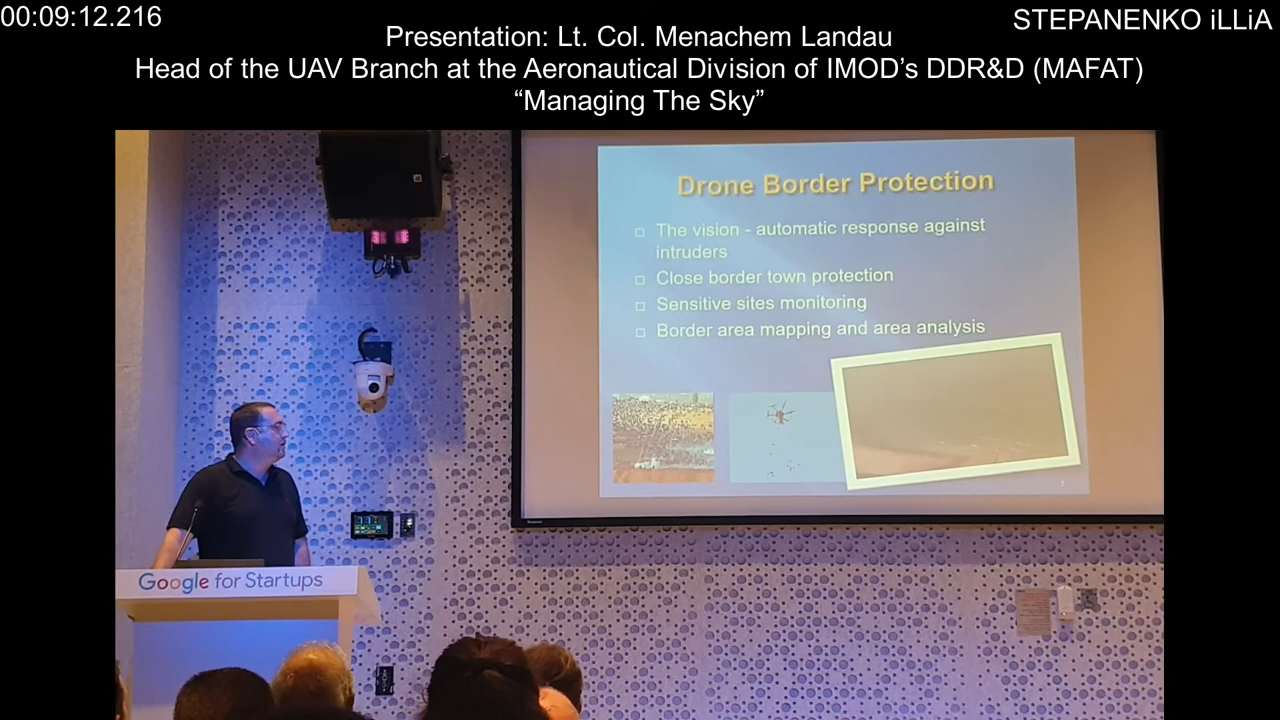 00:09:12.216
STEPANENKO iLLiA
Presentation: Lt. Col. Menachem Landau
Head of the UAV Branch at the Aeronautical Division of IMOD’s DDR&D (MAFAT)
“Managing The Sky”
Drone Border Protection
The vision - automatic response against
intruders
Close border town protection
Sensitive sites monitoring
Border area mapping and area analysis
Google for Startups